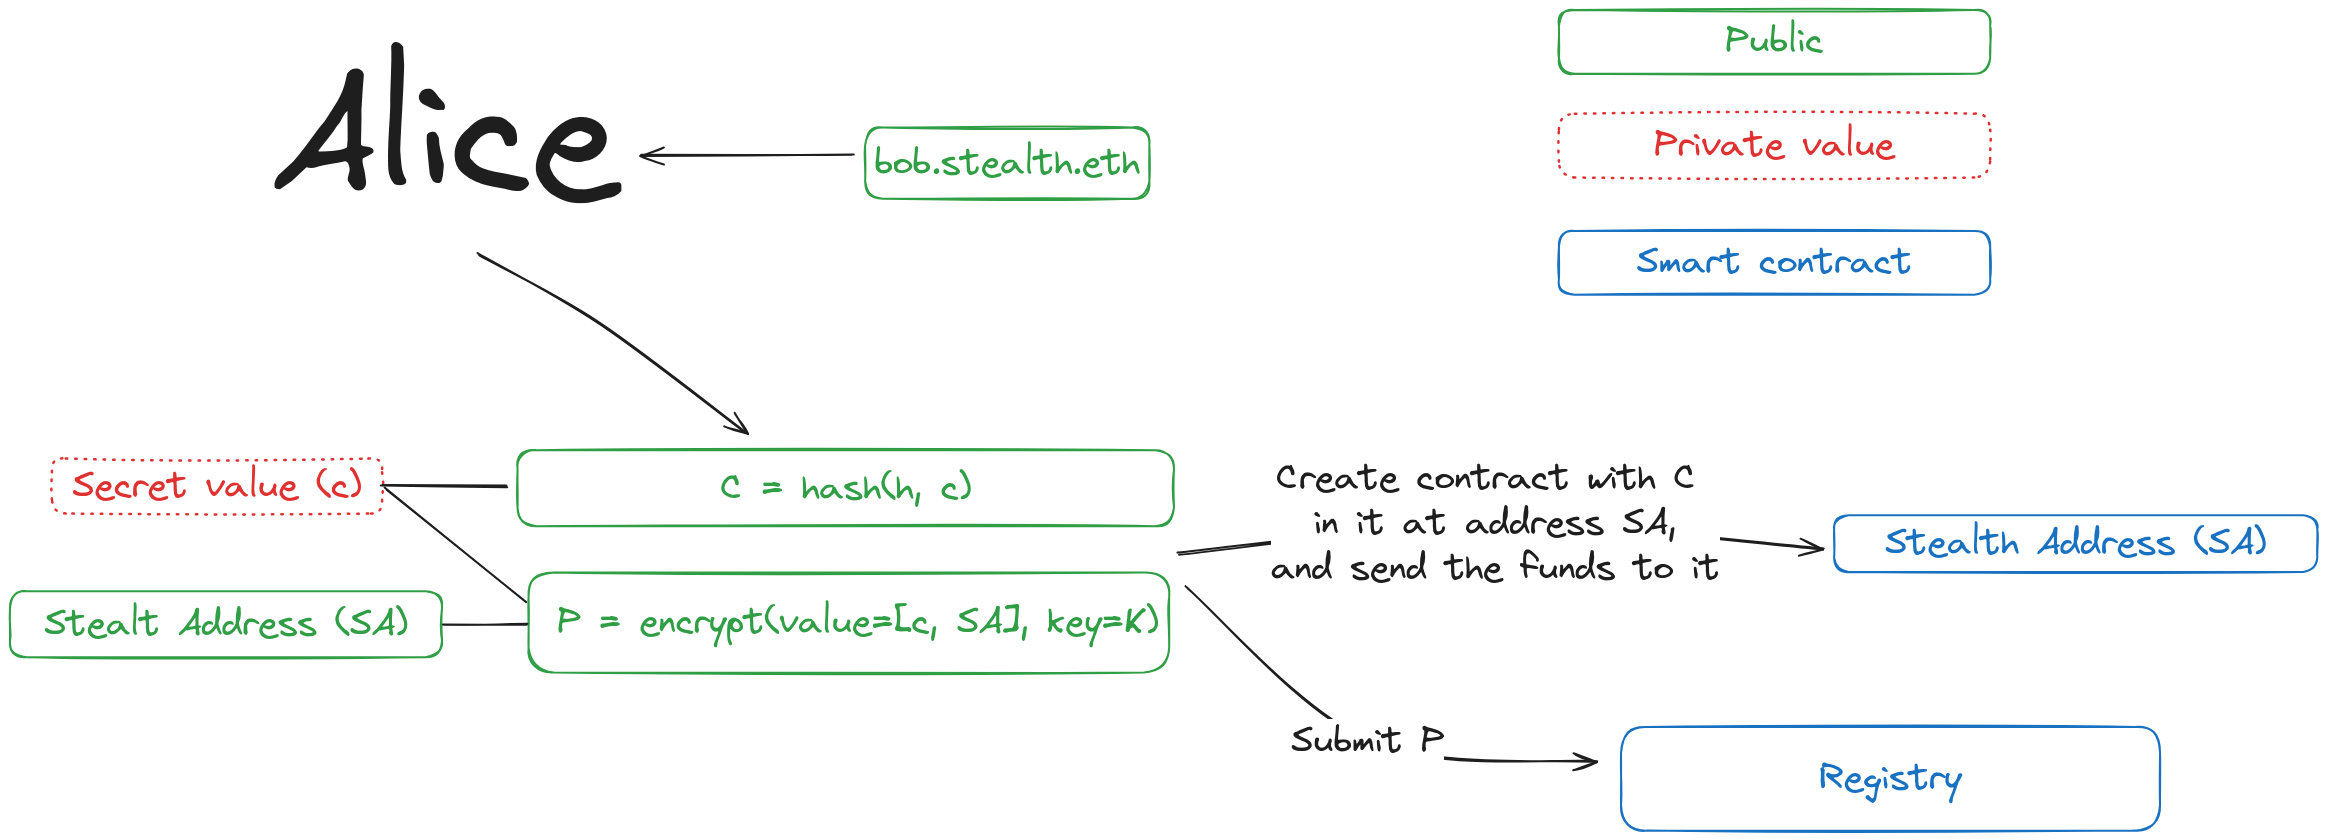 Alice
bob.stealth.eth
Public
Private value
Smart contract
Secret value (c)
C = hash(h, c)
Stealt Address (SA)
P = encrypt(value=[c, SA], key=K)
Create contract with C
in it at address SA,
and send the funds to it
Stealth Address (SA)
Submit P
Registry